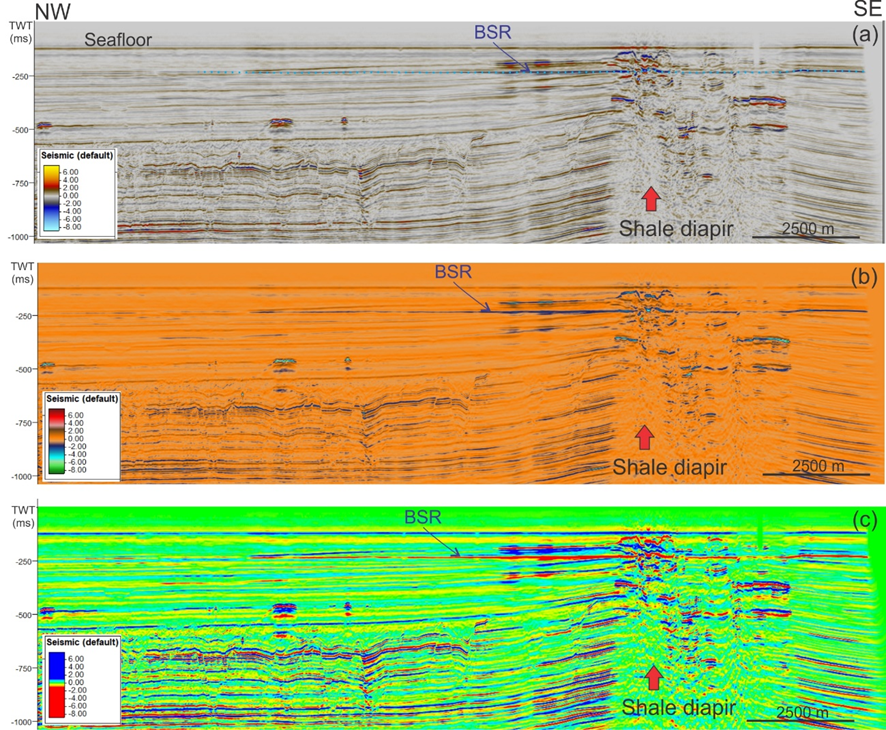 NW
SE
TWT
(ms)
(a)
Seafloor
BSR
-250
-500
-750
-1000
Seismic (default)
6.00
4.00
2.00
0.00
-2.00
-4.00
-6.00
-8.00
Shale diapir
2500 m
TWT
(ms)
(b)
BSR
-250
-500
-750
-1000
Seismic (default)
6.00
4.00
2.00
0.00
-2.00
-4.00
-6.00
-8.00
Shale diapir
2500 m
TWT
(ms)
(c)
BSR
-250
-500
-750
-1000
Seismic (default)
6.00
4.00
2.00
0.00
-2.00
-4.00
-6.00
-8.00
Shale diapir
2500 m